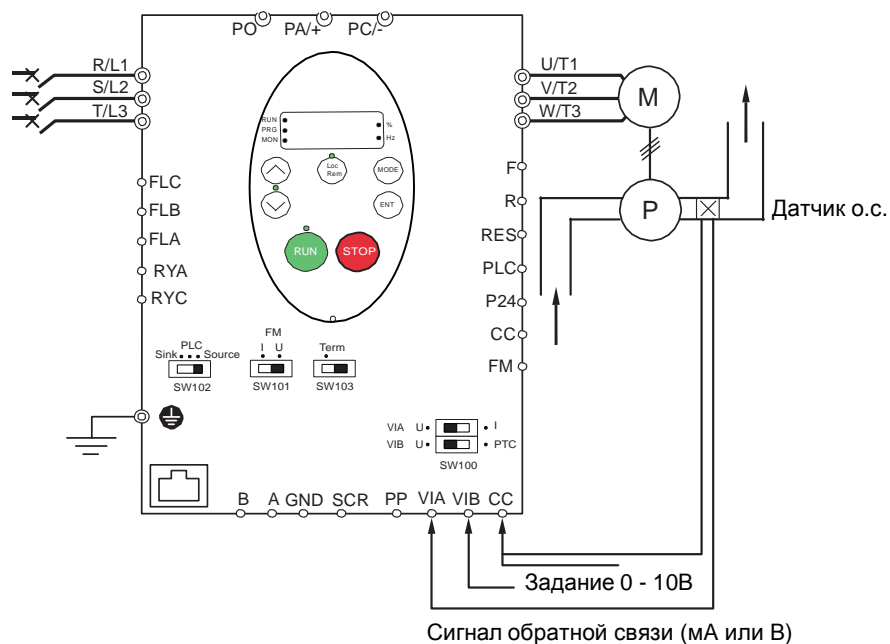 PO PA/+ PC/-
R/L1
S/L2
T/L3
U/T1
V/T2
W/T3
M
RUN
PRG
MON
%
Hz
Loc
Rem
MODE
ENT
RUN
STOP
FLC
FLB
FLA
RYA
RYC
F
R
RES
PLC
P24
CC
FM
P
Датчик о.с.
PLC
Sink Source
SW102
FM
I U
SW101
Term
SW103
VIA U I
VIB U PTC
SW100
B A GND SCR PP VIA VIB CC
Задание 0 - 10В
Сигнал обратной связи (мА или В)